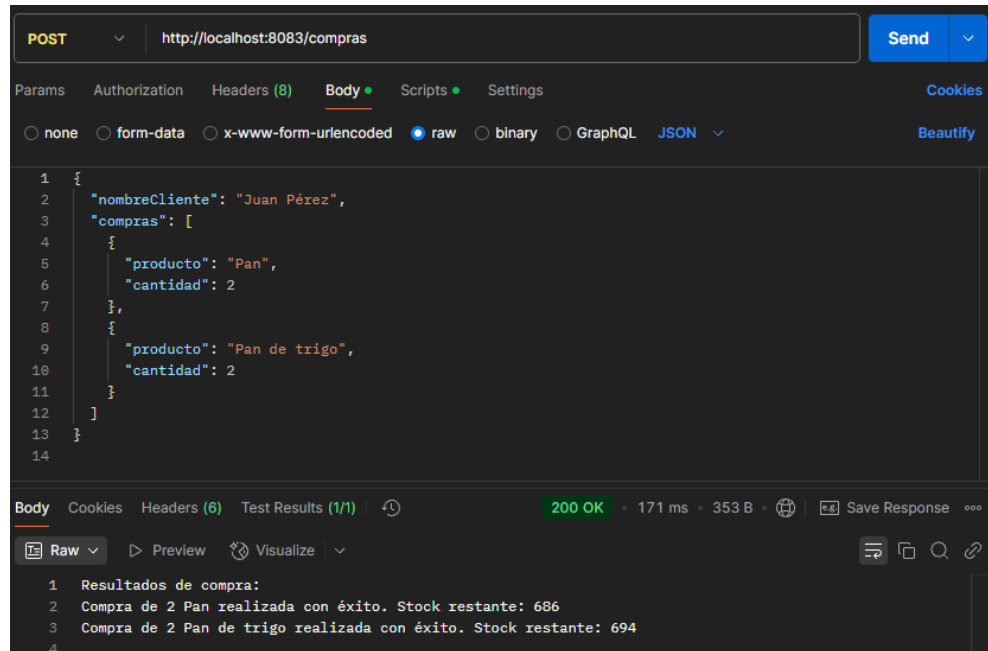 POST http://localhost:8083/compras Send
Params Authorization Headers (8) Body Scripts Settings Cookies
none form-data x-www-form-urlencoded raw binary GraphQL JSON Beautify
1 {
2 "nombreCliente": "Juan Pérez",
3 "compras": [
4 {
5 "producto": "Pan",
6 "cantidad": 2
7 },
8 {
9 "producto": "Pan de trigo",
10 "cantidad": 2
11 }
12 ]
13 }
14
Body Cookies Headers (6) Test Results (1/1) 200 OK • 171 ms • 353 B • e.g. Save Response
Raw Preview Visualize
1 Resultados de compra:
2 Compra de 2 Pan realizada con éxito. Stock restante: 686
3 Compra de 2 Pan de trigo realizada con éxito. Stock restante: 694
4